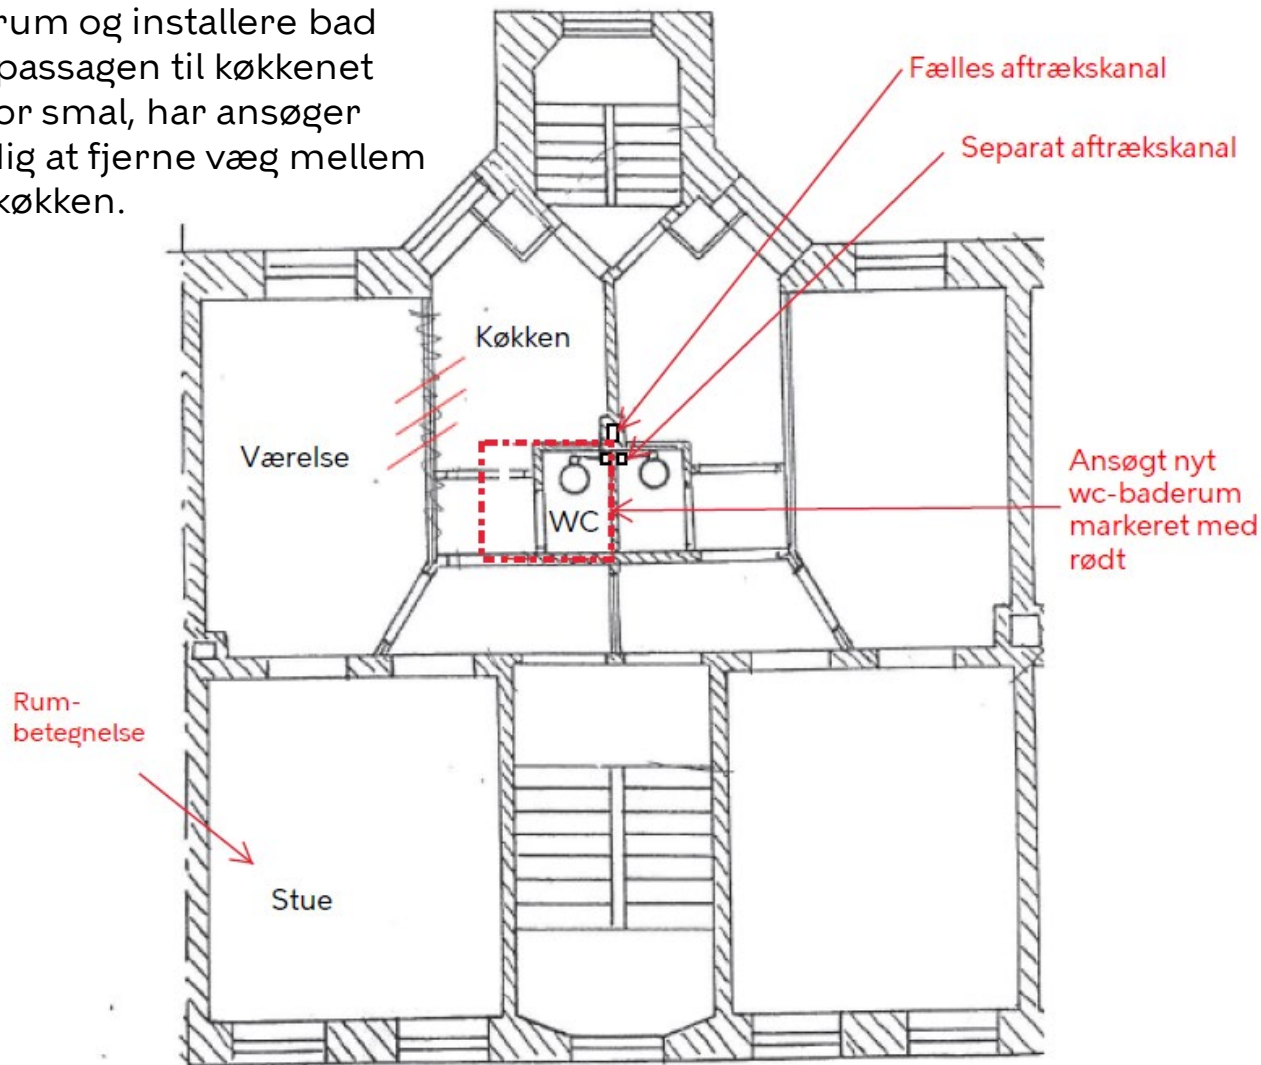 rum og installere bad
passagen til køkkenet
or smal, har ansøger
dig at fjerne væg mellem
køkken.
Fælles aftrækskanal
Separat aftrækskanal
Køkken
Værelse
WC
Ansøgt nyt
wc-baderum
markeret med
rødt
Rum-
betegnelse
Stue